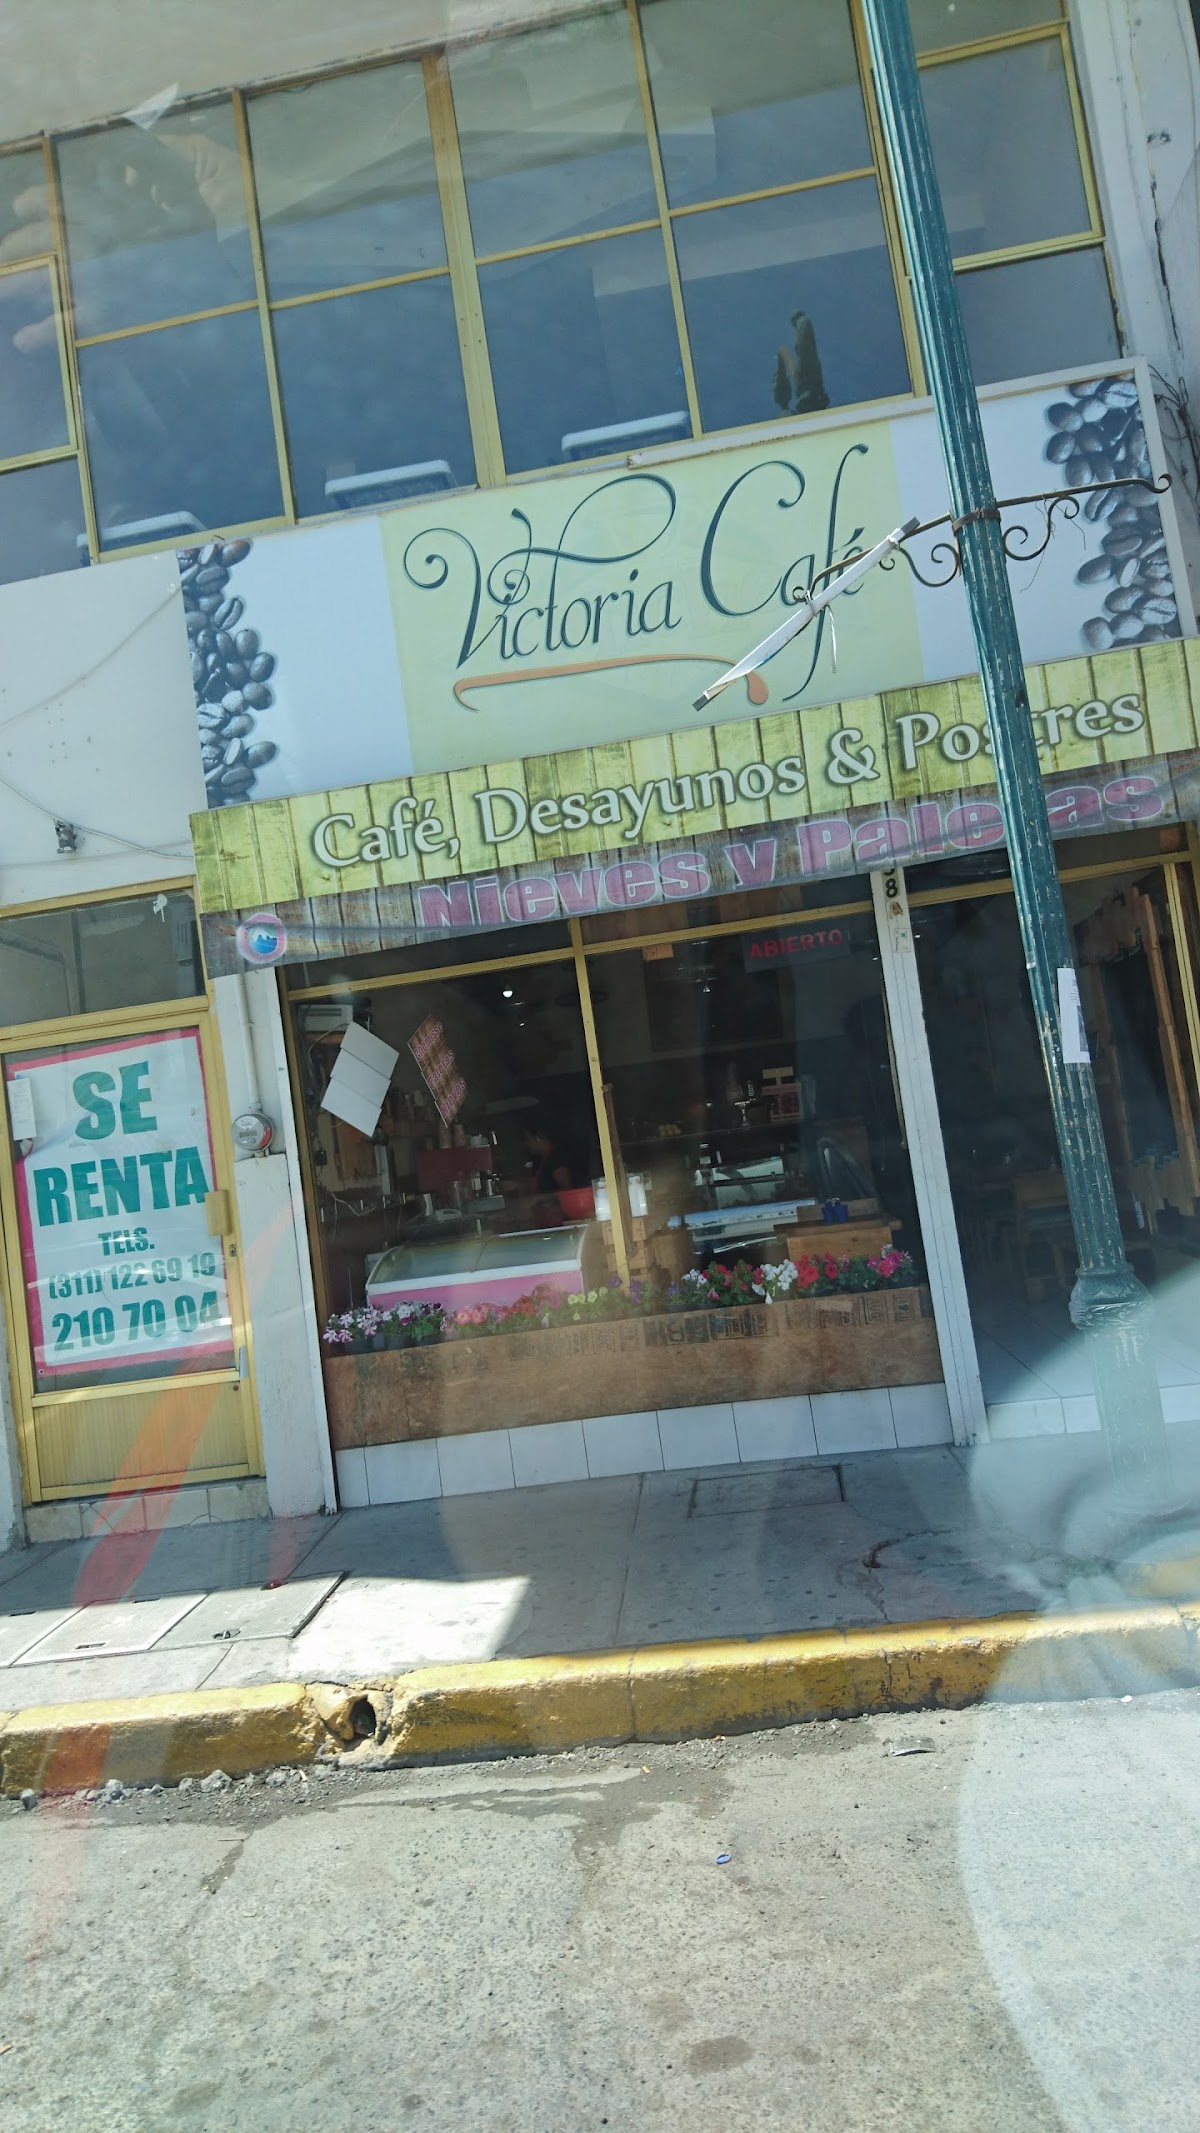 Victoria Café
Café, Desayunos & Postres
Nieves y Paletas
ABIERTO
SE
RENTA
TELS.
(311) 122 69 19
210 70 04